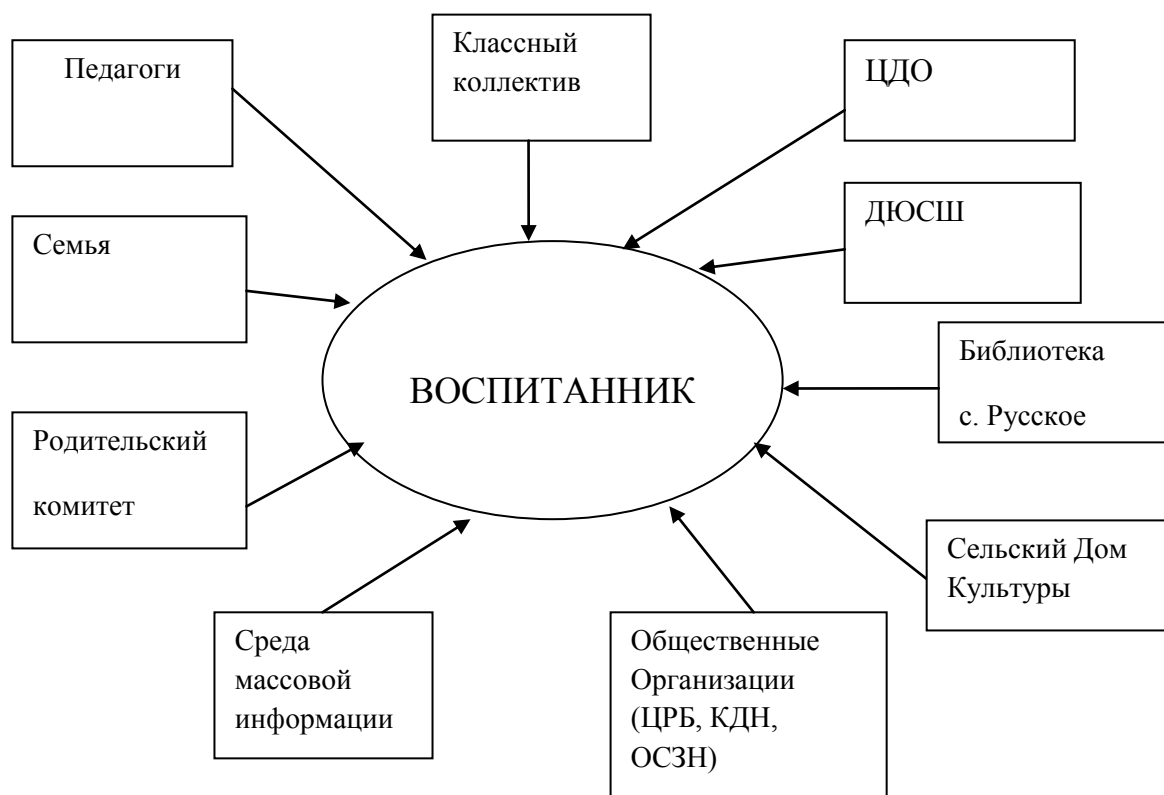 Педагоги
Классный
коллектив
ЦДО
Семья
ДЮСШ
ВОСПИТАННИК
Библиотека
с. Русское
Родительский
комитет
Сельский Дом
Культуры
Среда
массовой
информации
Общественные
Организации
(ЦРБ, КДН,
ОСЗН)